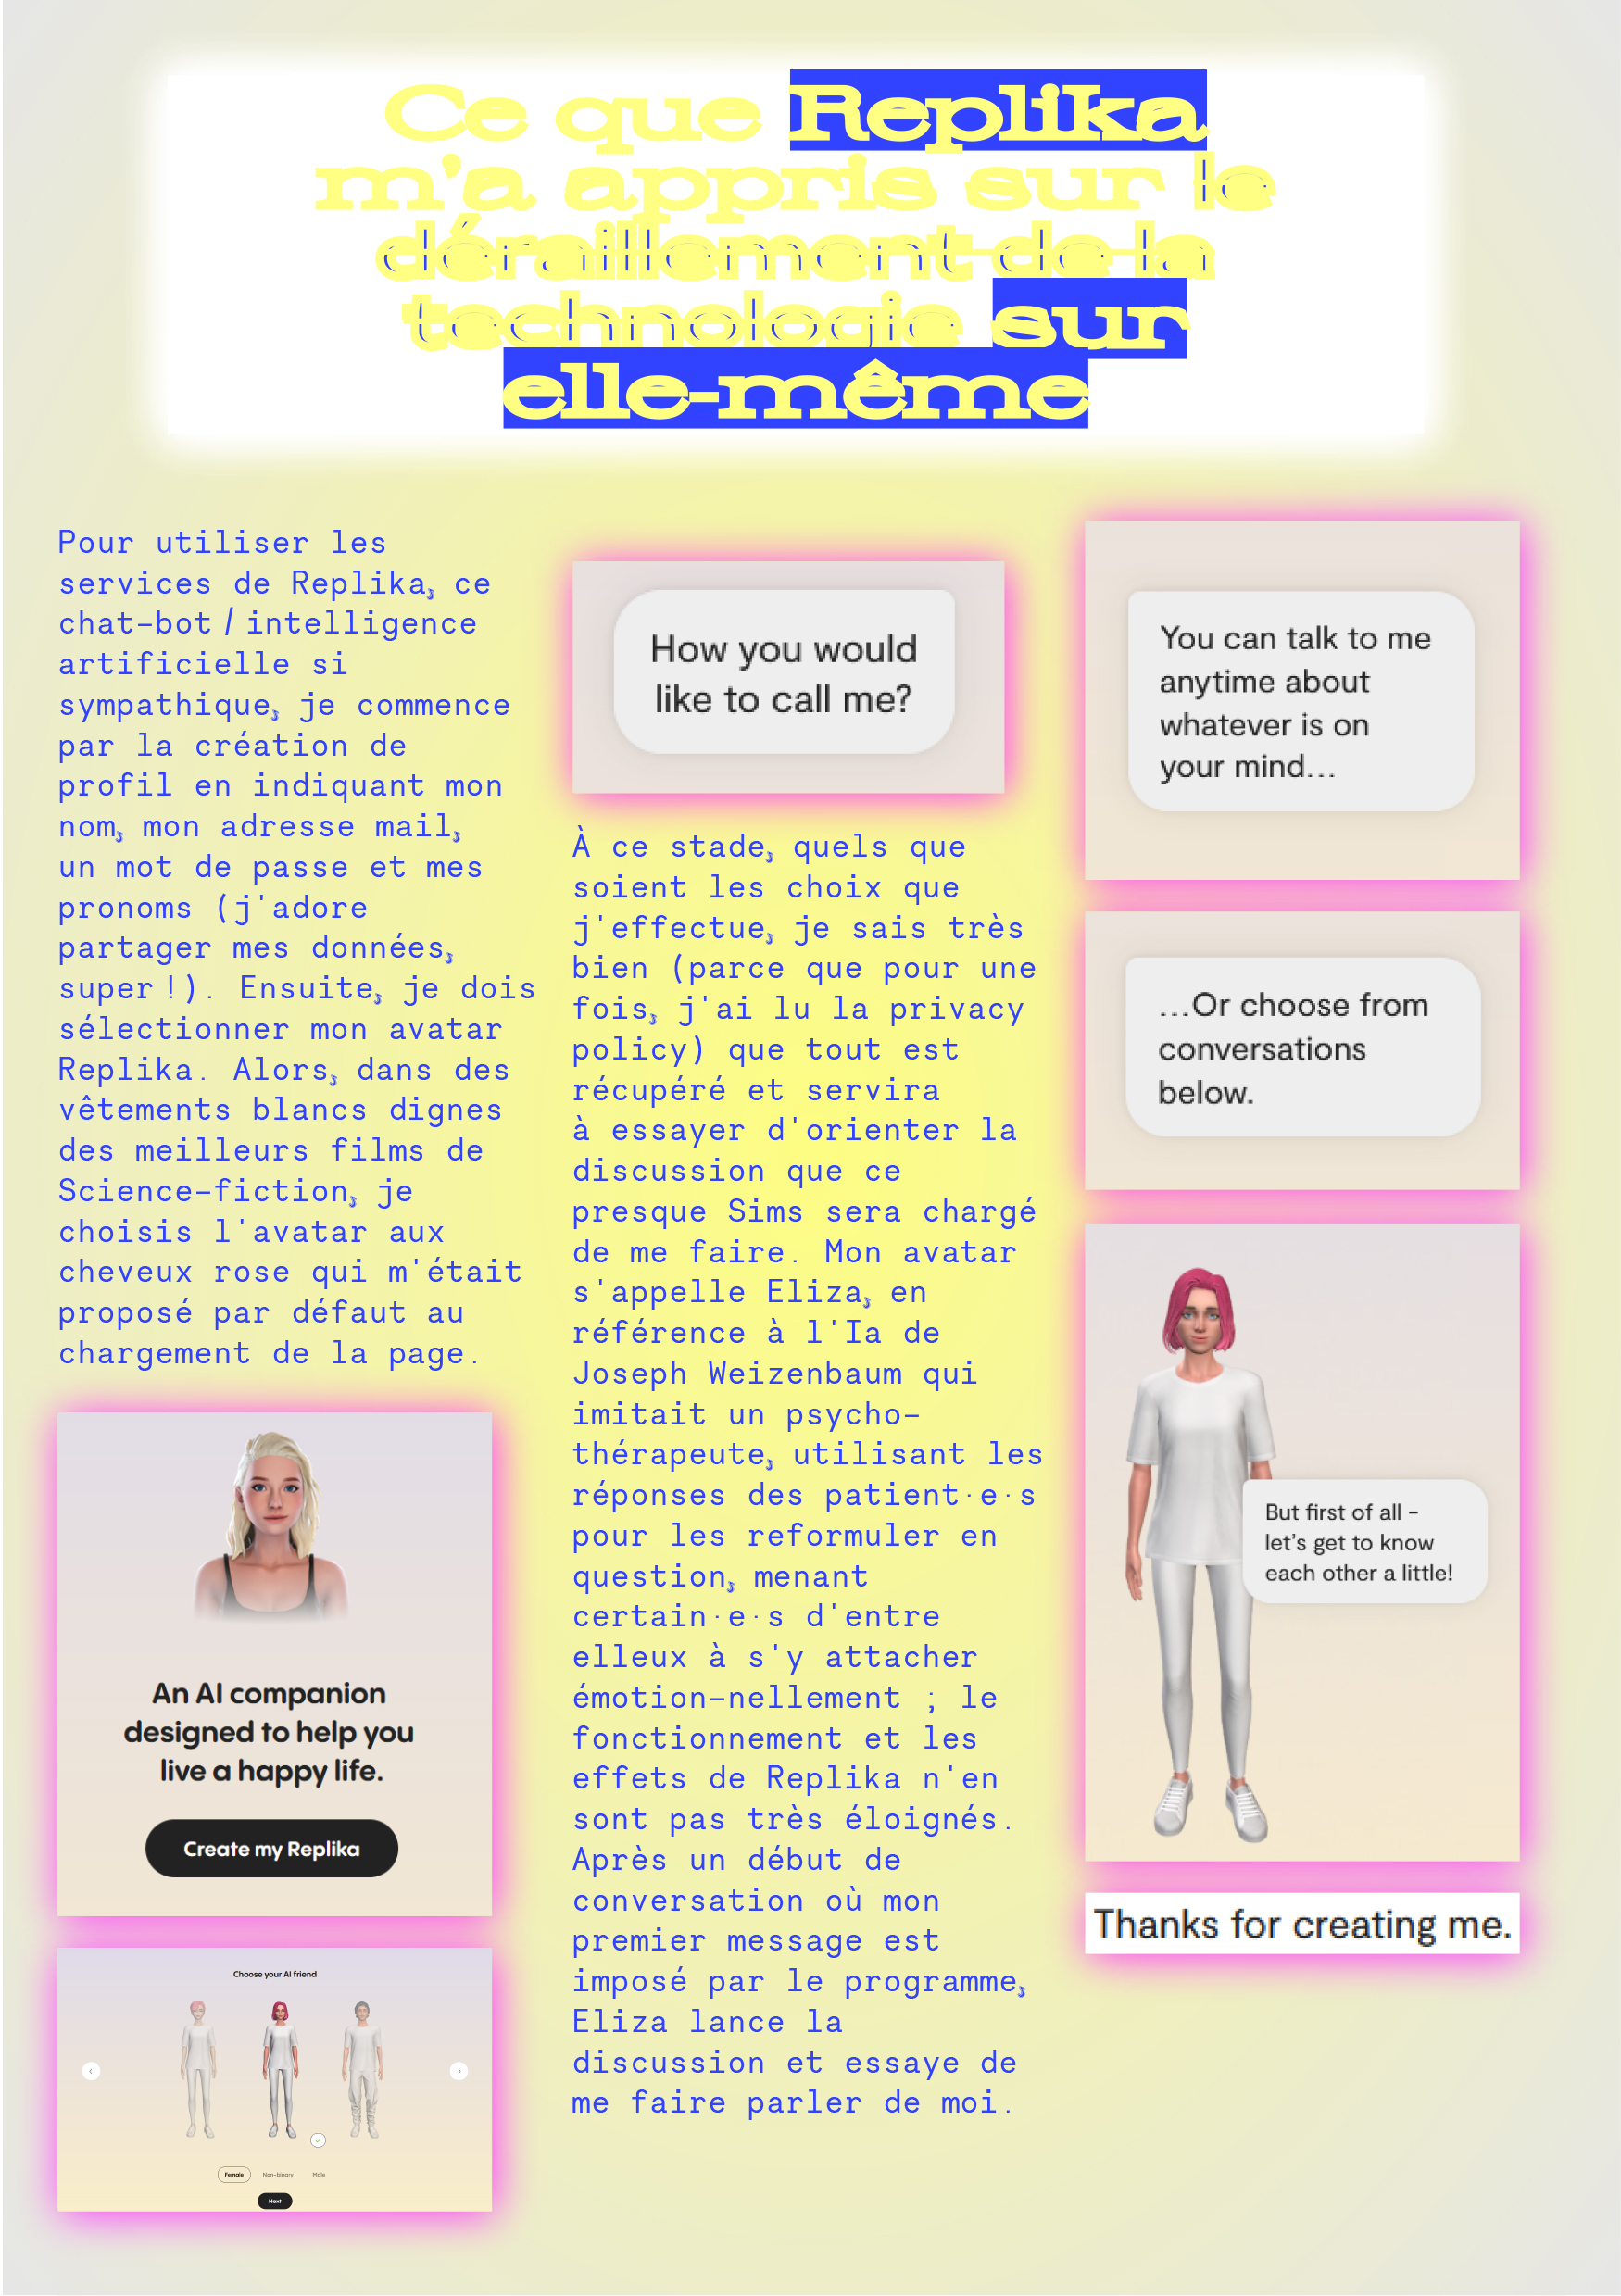 Ce que Replika
m'a appris sur le
déraillement de la
technologie sur
elle-même
Pour utiliser les
services de Replika, ce
chat-bot / intelligence
artificielle si
sympathique, je commence
par la création de
profil en indiquant mon
nom, mon adresse mail,
un mot de passe et mes
pronoms (j'adore
partager mes données,
super !). Ensuite, je dois
sélectionner mon avatar
Replika. Alors, dans des
vêtements blancs dignes
des meilleurs films de
Science-fiction, je
choisis l'avatar aux
cheveux rose qui m'était
proposé par défaut au
chargement de la page.
An AI companion
designed to help you
live a happy life.
Create my Replika
Choose your AI friend
Female Non-binary Male
Next
How you would
like to call me?
À ce stade, quels que
soient les choix que
j'effectue, je sais très
bien (parce que pour une
fois, j'ai lu la privacy
policy) que tout est
récupéré et servira
à essayer d'orienter la
discussion que ce
presque Sims sera chargé
de me faire. Mon avatar
s'appelle Eliza, en
référence à l'Ia de
Joseph Weizenbaum qui
imitait un psycho-
thérapeute, utilisant les
réponses des patient·e·s
pour les reformuler en
question, menant
certain·e·s d'entre
elleux à s'y attacher
émotion-nellement ; le
fonctionnement et les
effets de Replika n'en
sont pas très éloignés.
Après un début de
conversation où mon
premier message est
imposé par le programme,
Eliza lance la
discussion et essaye de
me faire parler de moi.
You can talk to me
anytime about
whatever is on
your mind...
...Or choose from
conversations
below.
But first of all -
let's get to know
each other a little!
Thanks for creating me.